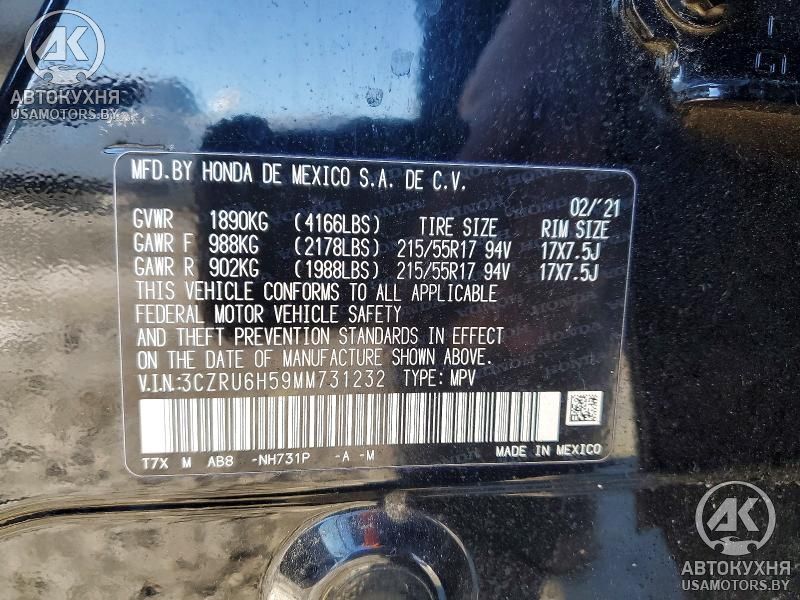 AK
АВТОКУХНЯ
USAMOTORS.BY
MFD.BY HONDA DE MEXICO S.A. DE C.V.
02/'21
GVWR 1890KG (4166LBS) TIRE SIZE RIM SIZE
GAWR F 988KG (2178LBS) 215/55R17 94V 17X7.5J
GAWR R 902KG (1988LBS) 215/55R17 94V 17X7.5J
THIS VEHICLE CONFORMS TO ALL APPLICABLE
FEDERAL MOTOR VEHICLE SAFETY
AND THEFT PREVENTION STANDARDS IN EFFECT
ON THE DATE OF MANUFACTURE SHOWN ABOVE.
V.I.N:3CZRU6H59MM731232 TYPE: MPV
T7X M AB8 -NH731P -A -M MADE IN MEXICO
AK
АВТОКУХНЯ
USAMOTORS.BY